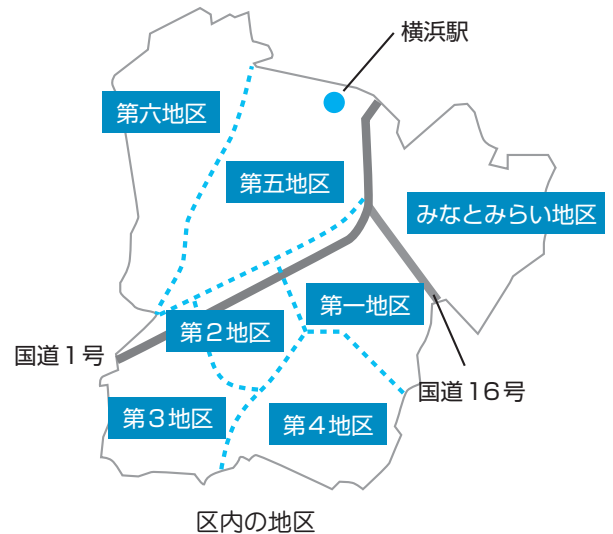 横浜駅
第六地区
第五地区
みなとみらい地区
第一地区
第２地区
国道１号
国道16号
第３地区
第４地区
区内の地区